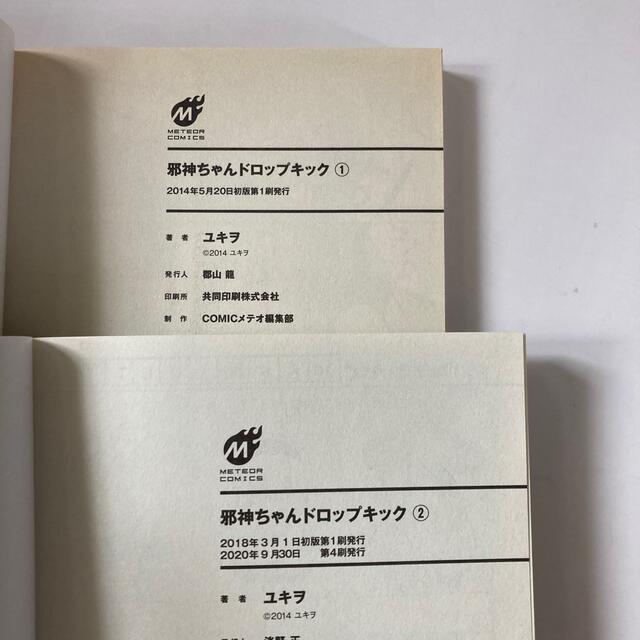 METEOR
COMICS
邪神ちゃんドロップキック ①
2014年5月20日初版第1刷発行
著 者 ユキヲ
©2014 ユキヲ
発行人 郡山 龍
印刷所 共同印刷株式会社
制 作 COMICメテオ編集部
METEOR
COMICS
邪神ちゃんドロップキック ②
2018年3月1日初版第1刷発行
2020年9月30日 第4刷発行
著 者 ユキヲ
©2014 ユキヲ